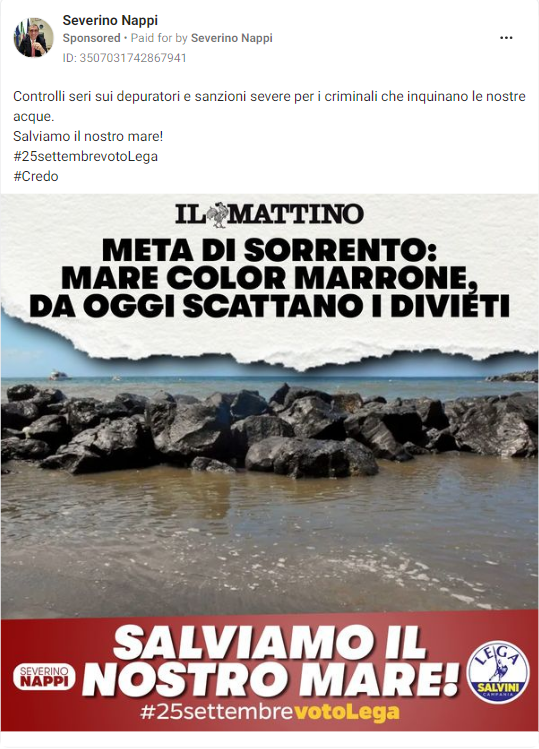 Severino Nappi
Sponsored • Paid for by Severino Nappi
ID: 3507031742867941
Controlli seri sui depuratori e sanzioni severe per i criminali che inquinano le nostre
acque.
Salviamo il nostro mare!
#25settembrevotoLega
#Credo
IL MATTINO
META DI SORRENTO:
MARE COLOR MARRONE,
DA OGGI SCATTANO I DIVIETI
SALVIAMO IL
NOSTRO MARE!
SEVERINO
NAPPI
#25settembrevotoLega
LEGA
SALVINI
CAMPANIA